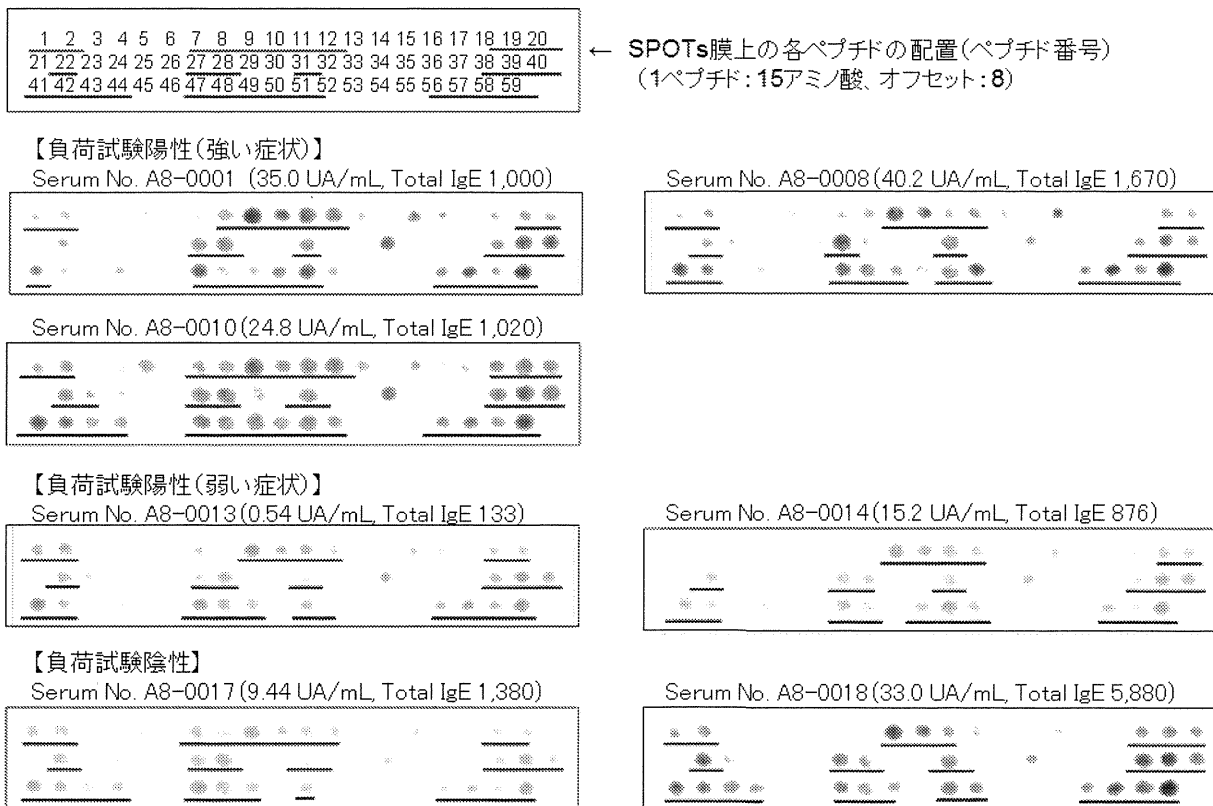 1 2 3 4 5 6 7 8 9 10 11 12 13 14 15 16 17 18 19 20
21 22 23 24 25 26 27 28 29 30 31 32 33 34 35 36 37 38 39 40
41 42 43 44 45 46 47 48 49 50 51 52 53 54 55 56 57 58 59
← SPOTs膜上の各ペプチドの配置(ペプチド番号)
(1ペプチド:15アミノ酸、オフセット:8)
【負荷試験陽性(強い症状)】
Serum No. A8-0001 (35.0 UA/mL, Total IgE 1,000)
Serum No. A8-0008(40.2 UA/mL, Total IgE 1,670)
Serum No. A8-0010(24.8 UA/mL, Total IgE 1,020)
【負荷試験陽性(弱い症状)】
Serum No. A8-0013(0.54 UA/mL, Total IgE 133)
Serum No. A8-0014(15.2 UA/mL, Total IgE 876)
【負荷試験陰性】
Serum No. A8-0017(9.44 UA/mL, Total IgE 1,380)
Serum No. A8-0018(33.0 UA/mL, Total IgE 5,880)